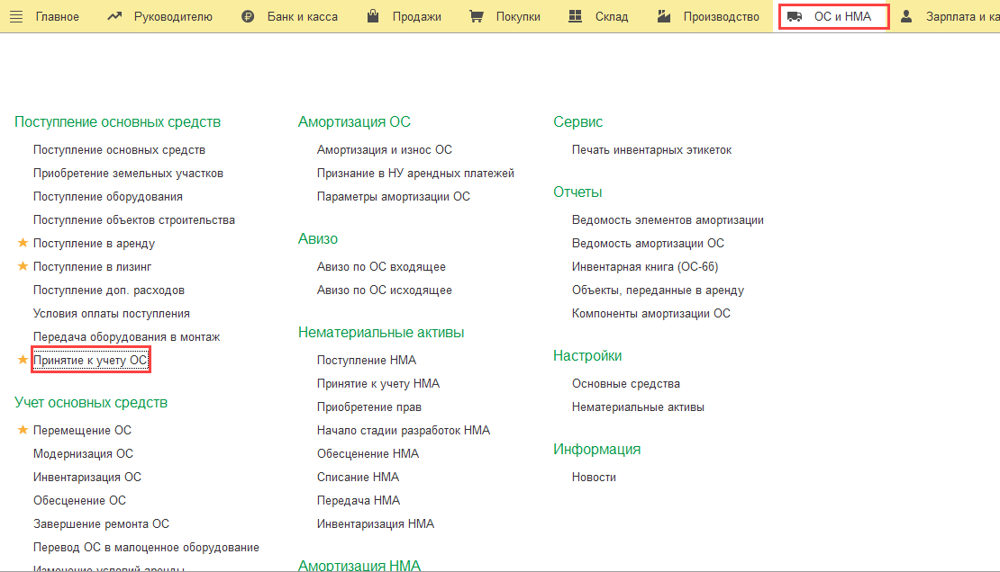 Главное Руководителю Банк и касса Продажи Покупки Склад Производство ОС и НМА Зарплата и ка
Поступление основных средств
Поступление основных средств
Приобретение земельных участков
Поступление оборудования
Поступление объектов строительства
Поступление в аренду
Поступление в лизинг
Поступление доп. расходов
Условия оплаты поступления
Передача оборудования в монтаж
Принятие к учету ОС
Учет основных средств
Перемещение ОС
Модернизация ОС
Инвентаризация ОС
Обесценение ОС
Завершение ремонта ОС
Перевод ОС в малоценное оборудование
Изменение условий аренды
Амортизация ОС
Амортизация и износ ОС
Признание в НУ арендных платежей
Параметры амортизации ОС
Авизо
Авизо по ОС входящее
Авизо по ОС исходящее
Нематериальные активы
Поступление НМА
Принятие к учету НМА
Приобретение прав
Начало стадии разработок НМА
Обесценение НМА
Списание НМА
Передача НМА
Инвентаризация НМА
Амортизация НМА
Сервис
Печать инвентарных этикеток
Отчеты
Ведомость элементов амортизации
Ведомость амортизации ОС
Инвентарная книга (ОС-6б)
Объекты, переданные в аренду
Компоненты амортизации ОС
Настройки
Основные средства
Нематериальные активы
Информация
Новости